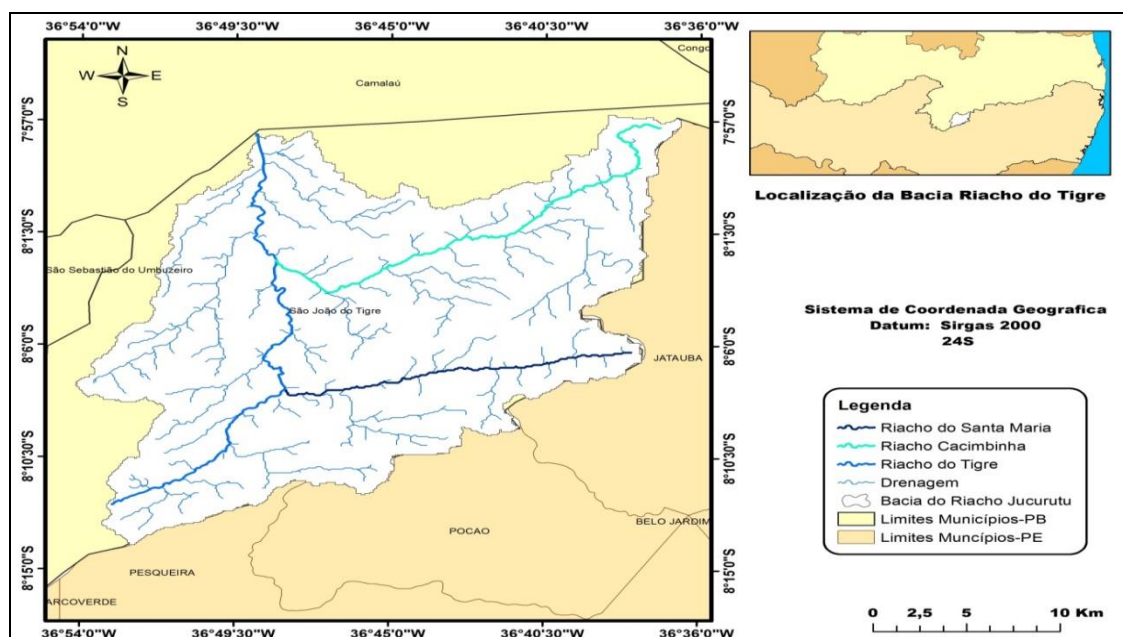 36°54'0"W 36°49'30"W 36°45'0"W 36°40'30"W 36°36'0"W
N
W E
S
Congo
Camalaú
7°57'0"S
7°57'0"S
8°1'30"S
8°1'30"S
São Sebastião do Umbuzeiro
São João do Tigre
8°6'0"S
8°6'0"S
JATAUBA
8°10'30"S
8°10'30"S
POCAO
BELO JARDIM
PESQUEIRA
8°15'0"S
8°15'0"S
ARCOVERDE
36°54'0"W 36°49'30"W 36°45'0"W 36°40'30"W 36°36'0"W
Localização da Bacia Riacho do Tigre
Sistema de Coordenada Geografica
Datum: Sirgas 2000
24S
Legenda
Riacho do Santa Maria
Riacho Cacimbinha
Riacho do Tigre
Drenagem
Bacia do Riacho Jucurutu
Limites Municípios-PB
Limites Muncípios-PE
0 2,5 5 10 Km